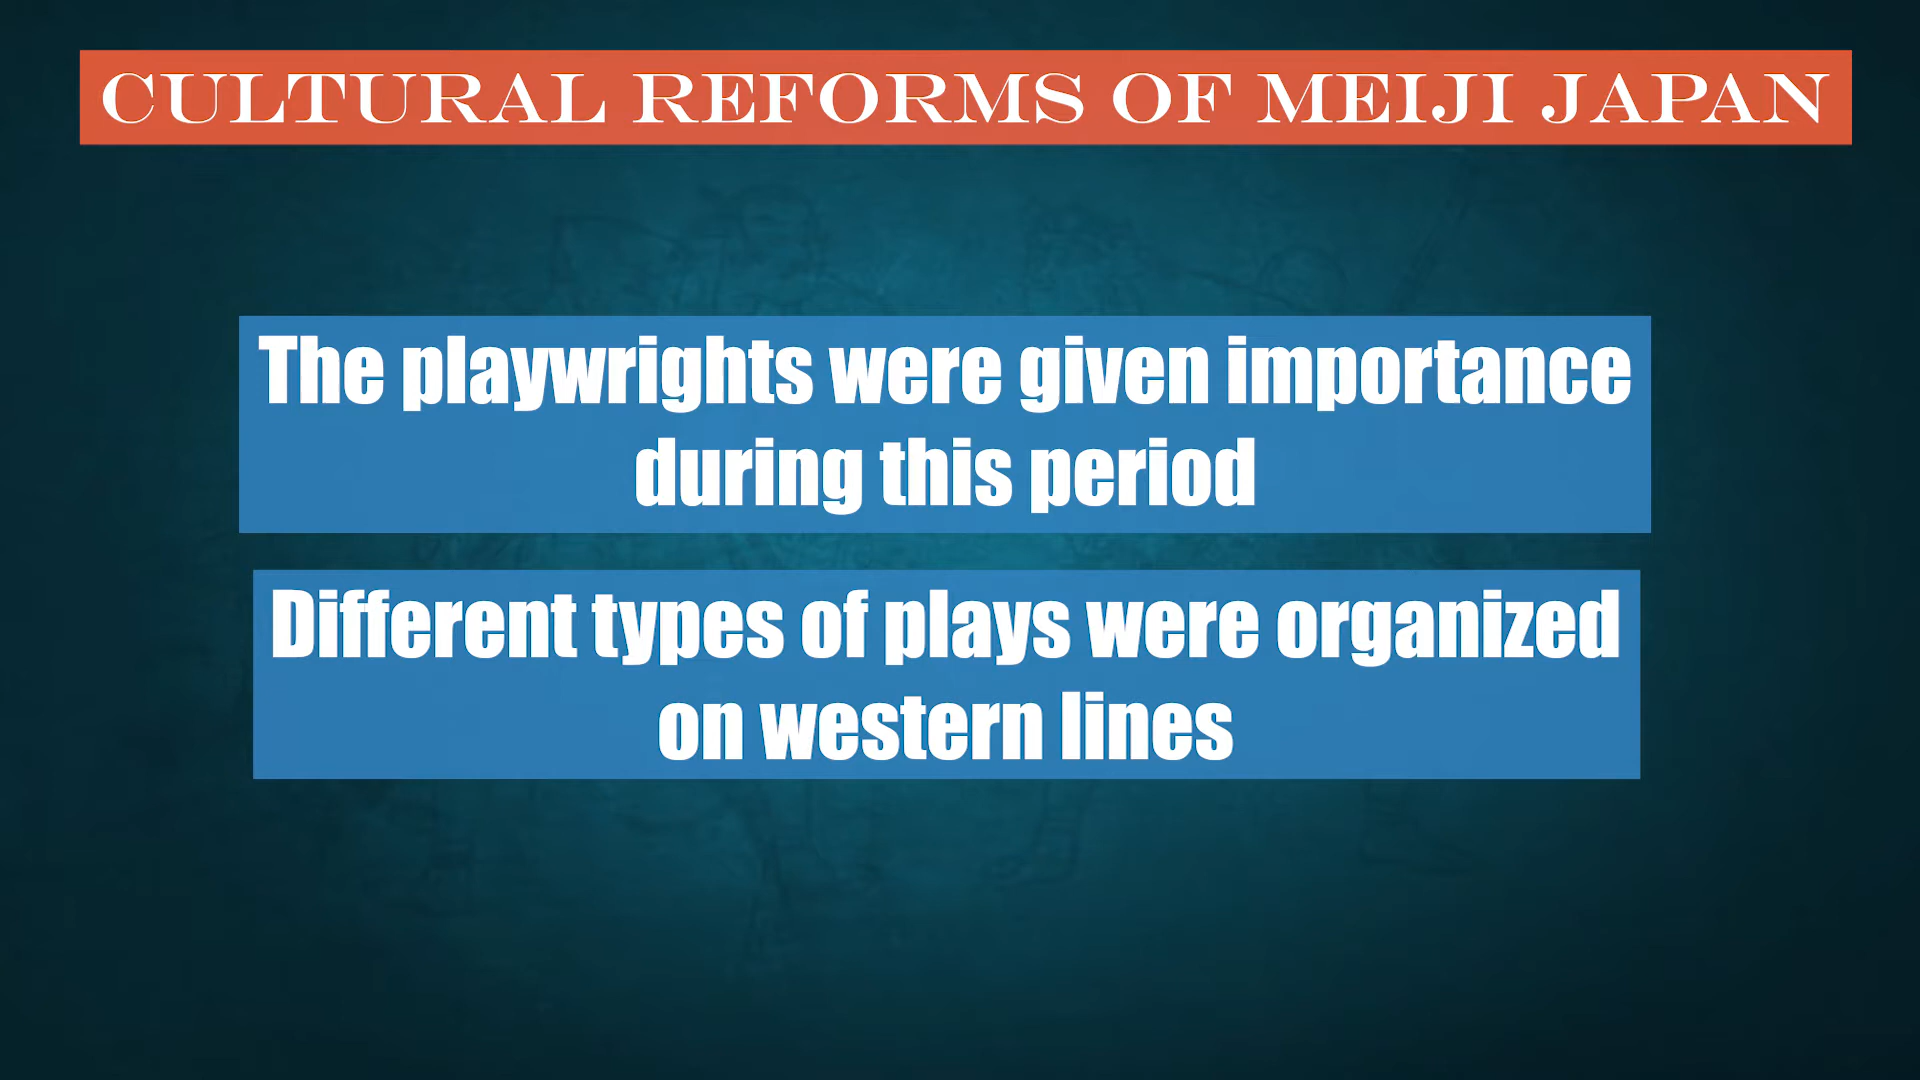 CULTURAL REFORMS OF MEIJI JAPAN
The playwrights were given importance
during this period
Different types of plays were organized
on western lines